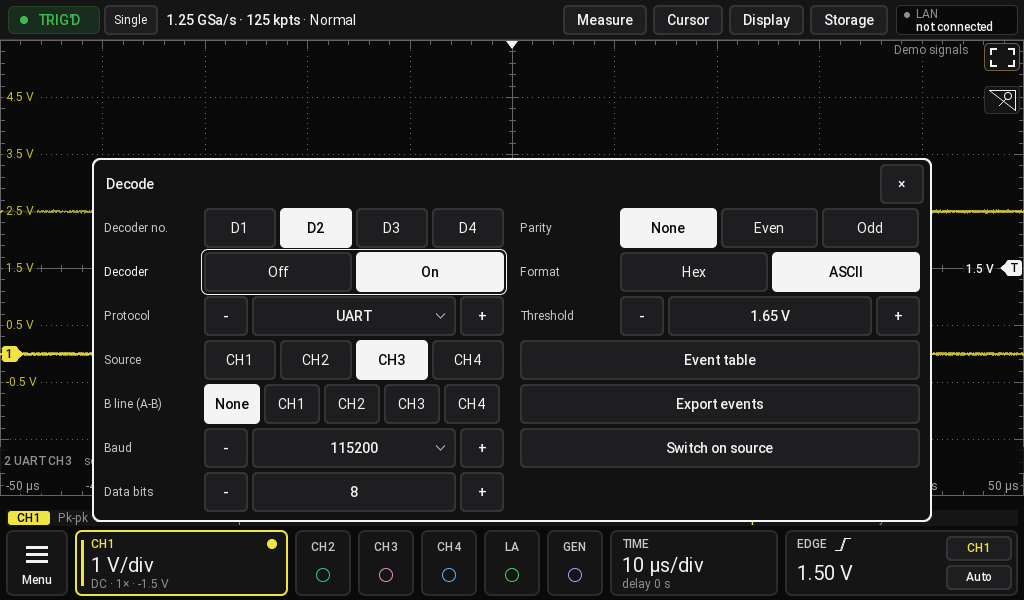 TRIG'D
Single
1.25 GSa/s · 125 kpts · Normal
Measure
Cursor
Display
Storage
LAN
not connected
Demo signals
4.5 V
3.5 V
2.5 V
1.5 V
0.5 V
-0.5 V
1
1.5 V
T
Decode
×
Decoder no.
D1
D2
D3
D4
Parity
None
Even
Odd
Decoder
Off
On
Format
Hex
ASCII
Protocol
-
UART
+
Threshold
-
1.65 V
+
Source
CH1
CH2
CH3
CH4
Event table
B line (A-B)
None
CH1
CH2
CH3
CH4
Export events
Baud
-
115200
+
Switch on source
Data bits
-
8
+
2 UART CH3
-50 µs
50 µs
CH1
Pk-pk
Menu
CH1
1 V/div
DC · 1× · -1.5 V
CH2
CH3
CH4
LA
GEN
TIME
10 µs/div
delay 0 s
EDGE
1.50 V
CH1
Auto